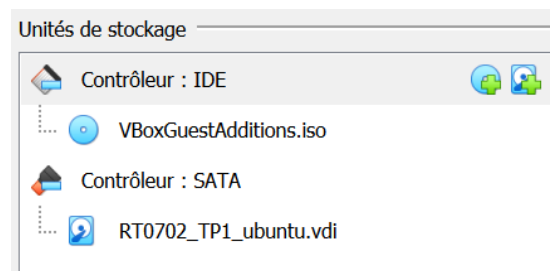 Unités de stockage
Contrôleur : IDE
VBoxGuestAdditions.iso
Contrôleur : SATA
RT0702_TP1_ubuntu.vdi